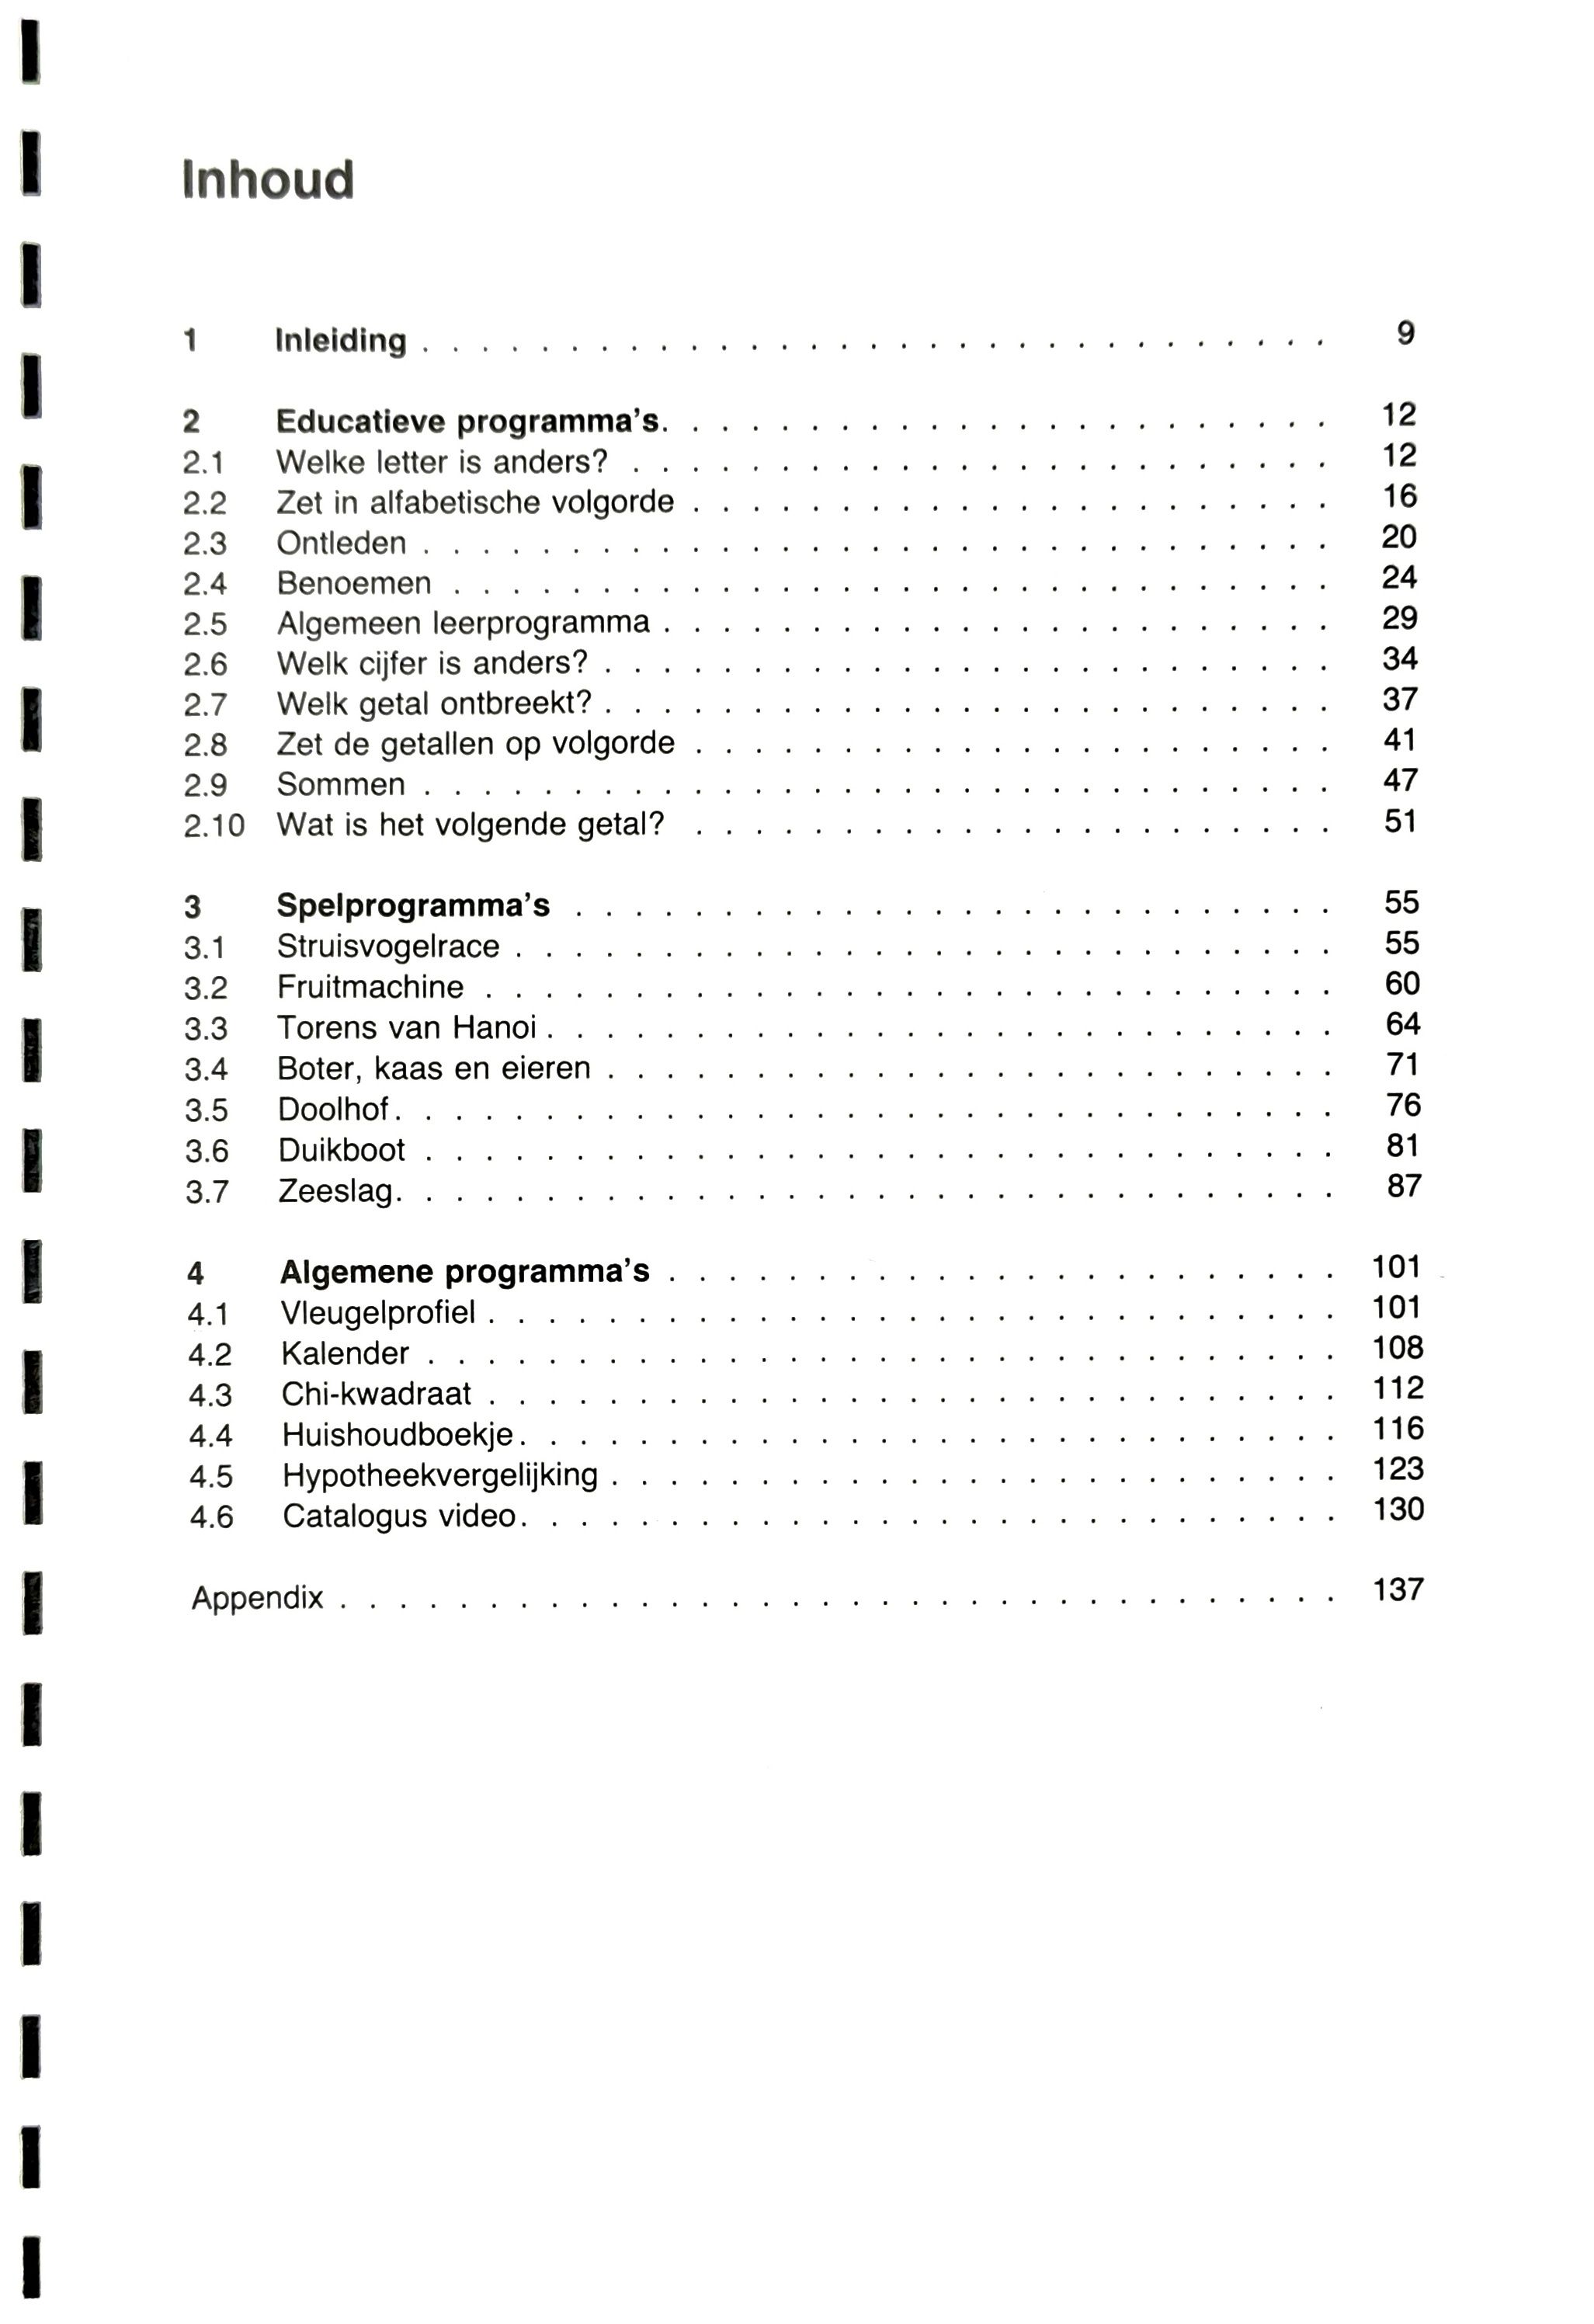 Inhoud
1 Inleiding . . . . . . . . . . . . . . . . . . . . . . . . . . . . . . . 9
2 Educatieve programma's. . . . . . . . . . . . . . . . . . . . . . . 12
2.1 Welke letter is anders? . . . . . . . . . . . . . . . . . . . . . . . . 12
2.2 Zet in alfabetische volgorde . . . . . . . . . . . . . . . . . . . . . . 16
2.3 Ontleden . . . . . . . . . . . . . . . . . . . . . . . . . . . . . . . 20
2.4 Benoemen . . . . . . . . . . . . . . . . . . . . . . . . . . . . . . 24
2.5 Algemeen leerprogramma . . . . . . . . . . . . . . . . . . . . . . . 29
2.6 Welk cijfer is anders? . . . . . . . . . . . . . . . . . . . . . . . . . 34
2.7 Welk getal ontbreekt? . . . . . . . . . . . . . . . . . . . . . . . . . 37
2.8 Zet de getallen op volgorde . . . . . . . . . . . . . . . . . . . . . . 41
2.9 Sommen . . . . . . . . . . . . . . . . . . . . . . . . . . . . . . . 47
2.10 Wat is het volgende getal? . . . . . . . . . . . . . . . . . . . . . . 51
3 Spelprogramma's . . . . . . . . . . . . . . . . . . . . . . . . . . 55
3.1 Struisvogelrace . . . . . . . . . . . . . . . . . . . . . . . . . . . . 55
3.2 Fruitmachine . . . . . . . . . . . . . . . . . . . . . . . . . . . . . 60
3.3 Torens van Hanoi . . . . . . . . . . . . . . . . . . . . . . . . . . . 64
3.4 Boter, kaas en eieren . . . . . . . . . . . . . . . . . . . . . . . . . 71
3.5 Doolhof. . . . . . . . . . . . . . . . . . . . . . . . . . . . . . . . 76
3.6 Duikboot . . . . . . . . . . . . . . . . . . . . . . . . . . . . . . . 81
3.7 Zeeslag. . . . . . . . . . . . . . . . . . . . . . . . . . . . . . . . 87
4 Algemene programma's . . . . . . . . . . . . . . . . . . . . . . . 101
4.1 Vleugelprofiel . . . . . . . . . . . . . . . . . . . . . . . . . . . . . 101
4.2 Kalender . . . . . . . . . . . . . . . . . . . . . . . . . . . . . . . 108
4.3 Chi-kwadraat . . . . . . . . . . . . . . . . . . . . . . . . . . . . . 112
4.4 Huishoudboekje. . . . . . . . . . . . . . . . . . . . . . . . . . . . 116
4.5 Hypotheekvergelijking . . . . . . . . . . . . . . . . . . . . . . . . . 123
4.6 Catalogus video. . . . . . . . . . . . . . . . . . . . . . . . . . . . 130
Appendix . . . . . . . . . . . . . . . . . . . . . . . . . . . . . . . . . . 137